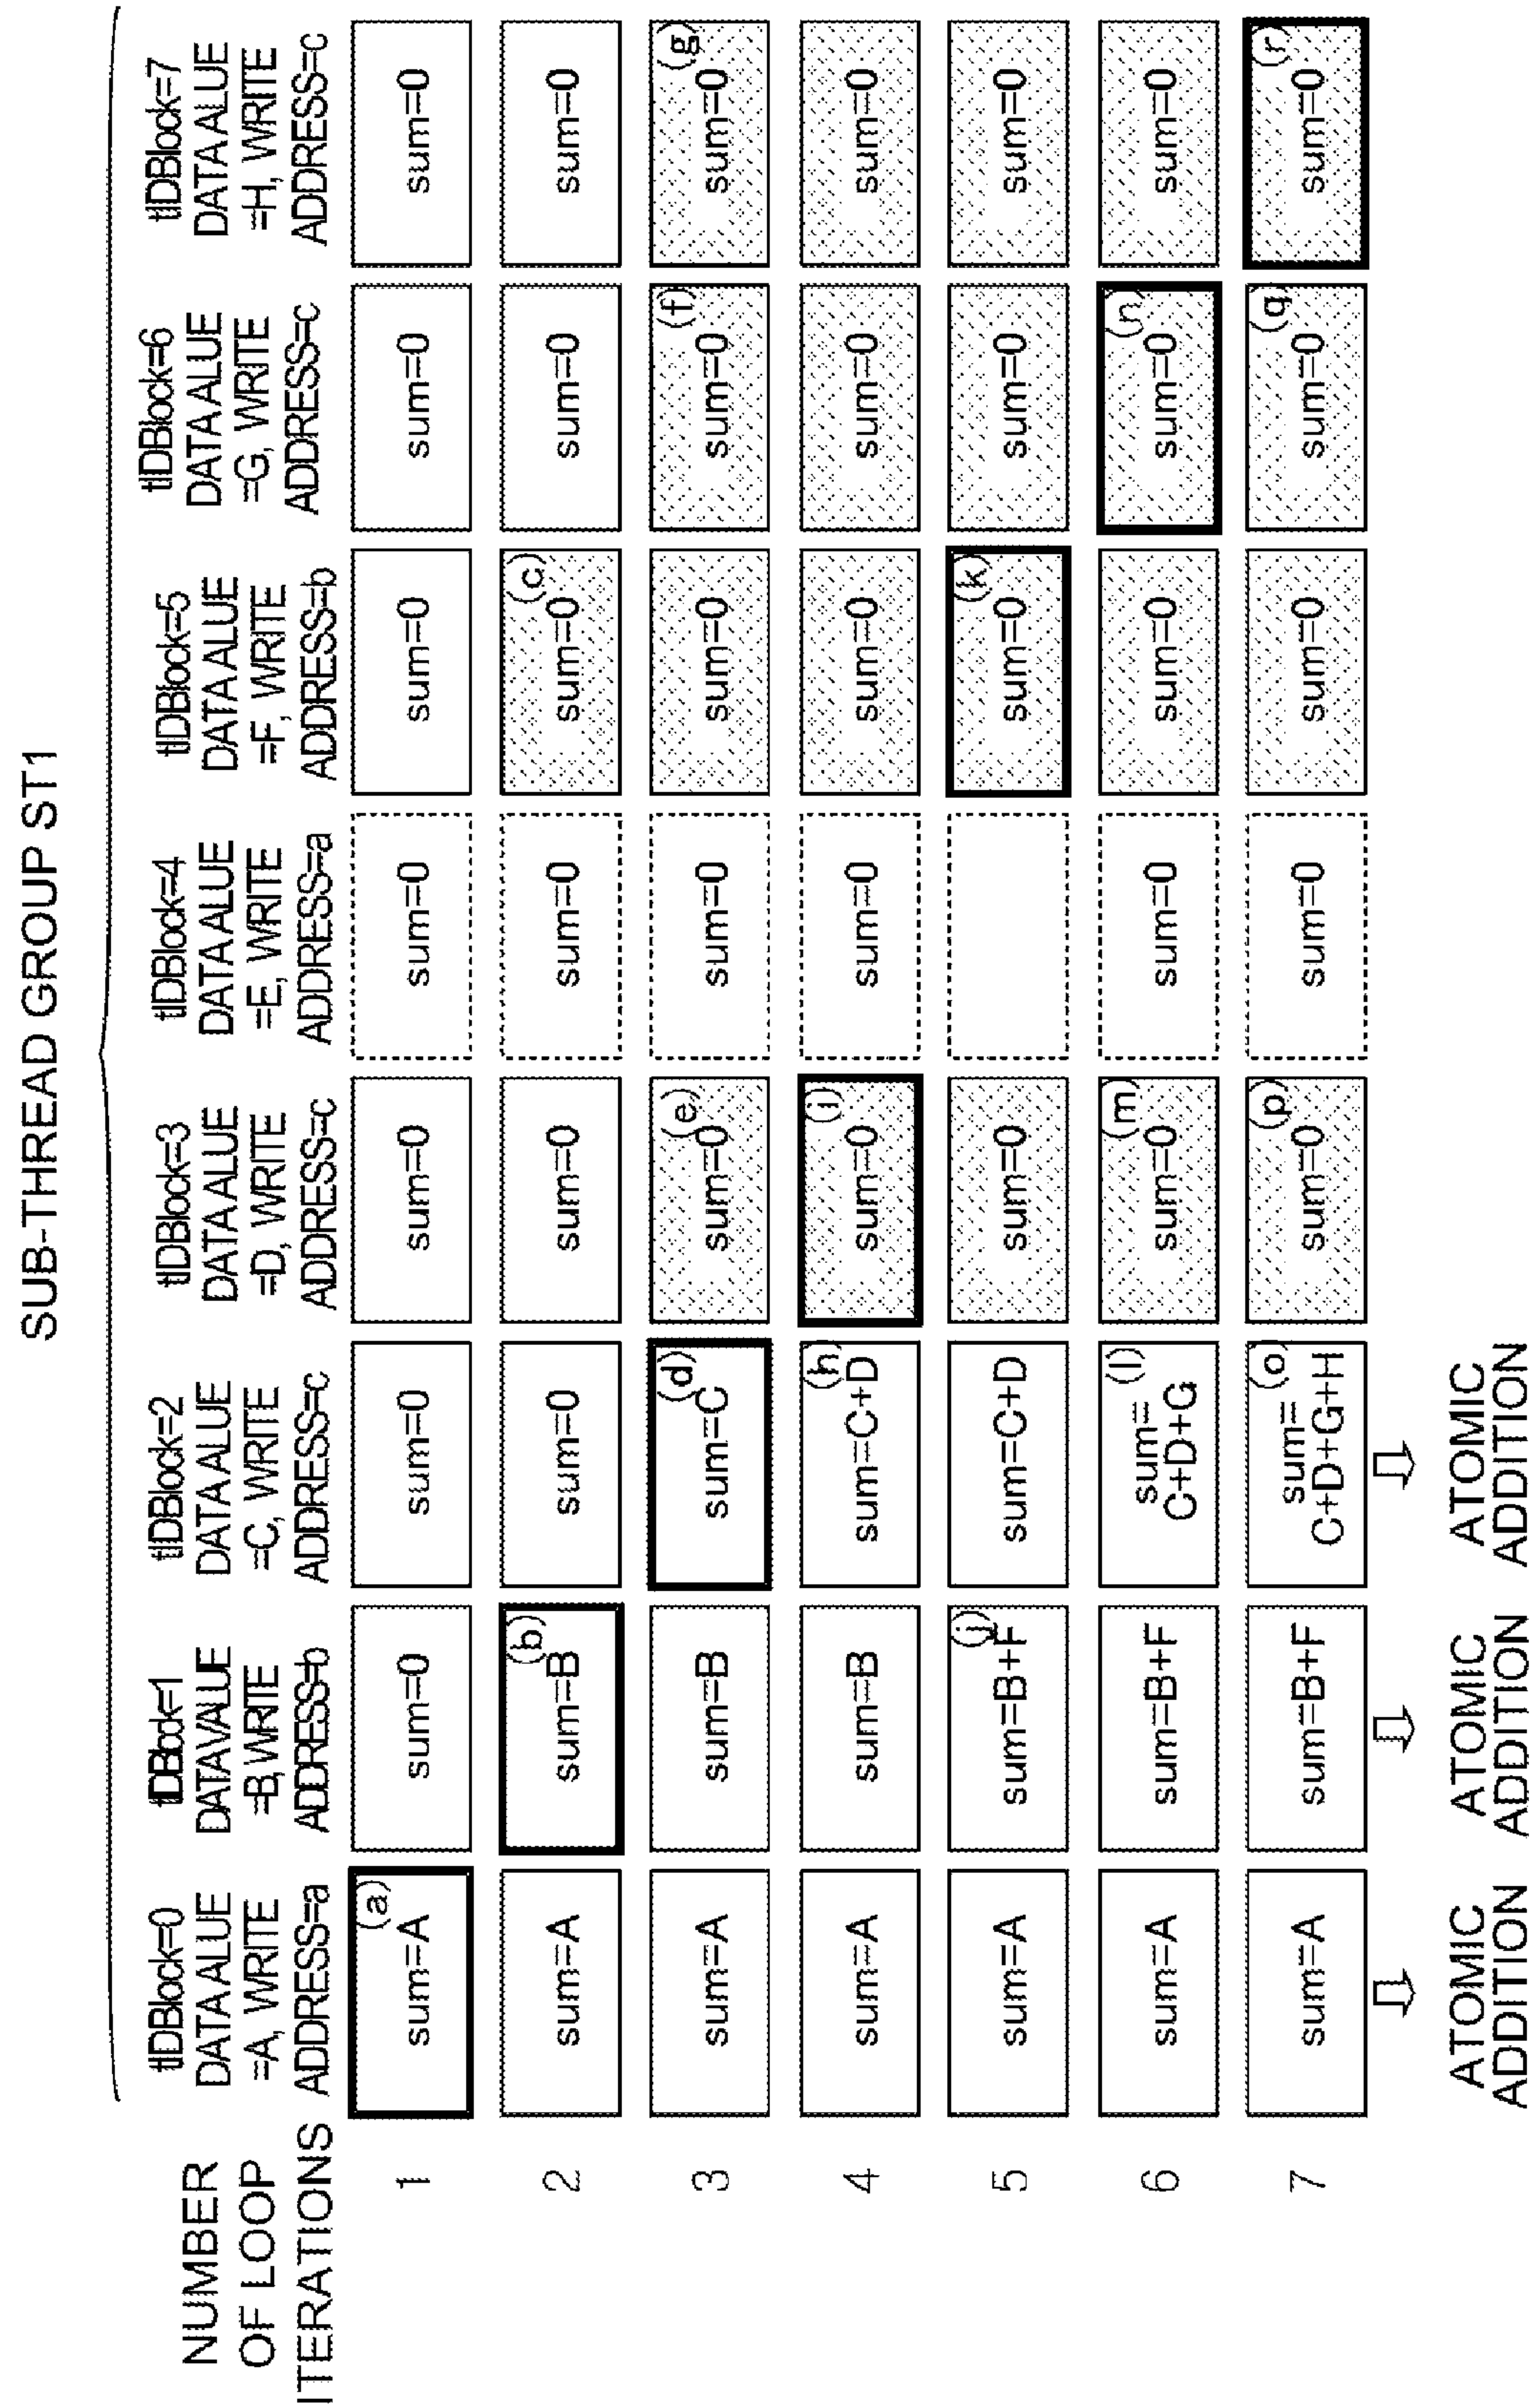 SUB-THREAD GROUP ST1
NUMBER
OF LOOP
ITERATIONS
tIDBlock=0
DATA ALUE
=A, WRITE
ADDRESS=a
tIDBlock=1
DATAVALUE
=B, WRITE
ADDRESS=b
tIDBlock=2
DATA ALUE
=C, WRITE
ADDRESS=c
tIDBlock=3
DATA ALUE
=D, WRITE
ADDRESS=c
tIDBlock=4
DATA ALUE
=E, WRITE
ADDRESS=a
tIDBlock=5
DATA ALUE
=F, WRITE
ADDRESS=b
tIDBlock=6
DATA ALUE
=G, WRITE
ADDRESS=c
tIDBlock=7
DATA ALUE
=H, WRITE
ADDRESS=c
1
(a)
sum=A
sum=0
sum=0
sum=0
sum=0
sum=0
sum=0
sum=0
2
sum=A
(b)
sum=B
sum=0
sum=0
sum=0
(c)
sum=0
sum=0
sum=0
3
sum=A
sum=B
(d)
sum=C
(e)
sum=0
sum=0
sum=0
(f)
sum=0
(g)
sum=0
4
sum=A
sum=B
(h)
sum=C+D
(i)
sum=0
sum=0
sum=0
sum=0
sum=0
5
sum=A
(j)
sum=B+F
sum=C+D
sum=0
(k)
sum=0
sum=0
sum=0
6
sum=A
sum=B+F
(l)
sum=
C+D+G
(m)
sum=0
sum=0
sum=0
(n)
sum=0
sum=0
7
sum=A
sum=B+F
(o)
sum=
C+D+G+H
(p)
sum=0
sum=0
sum=0
(q)
sum=0
(r)
sum=0
ATOMIC
ADDITION
ATOMIC
ADDITION
ATOMIC
ADDITION